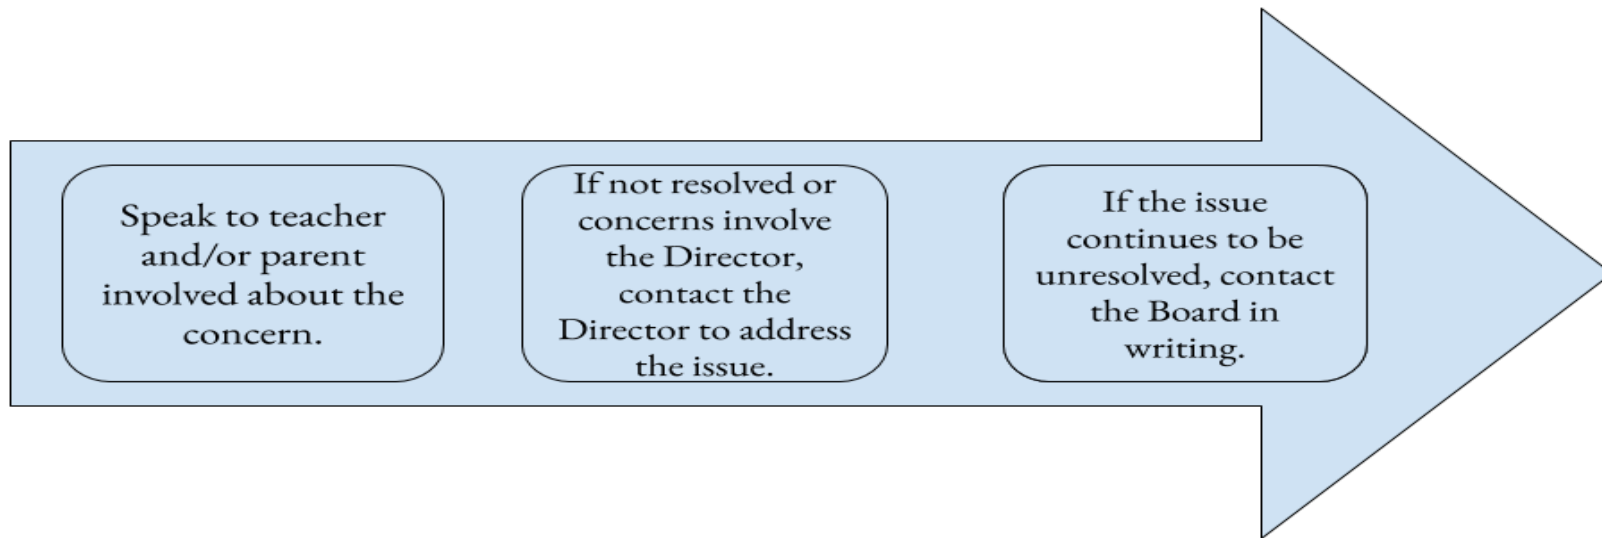 Speak to teacher
and/or parent
involved about the
concern.
If not resolved or
concerns involve
the Director,
contact the
Director to address
the issue.
If the issue
continues to be
unresolved, contact
the Board in
writing.